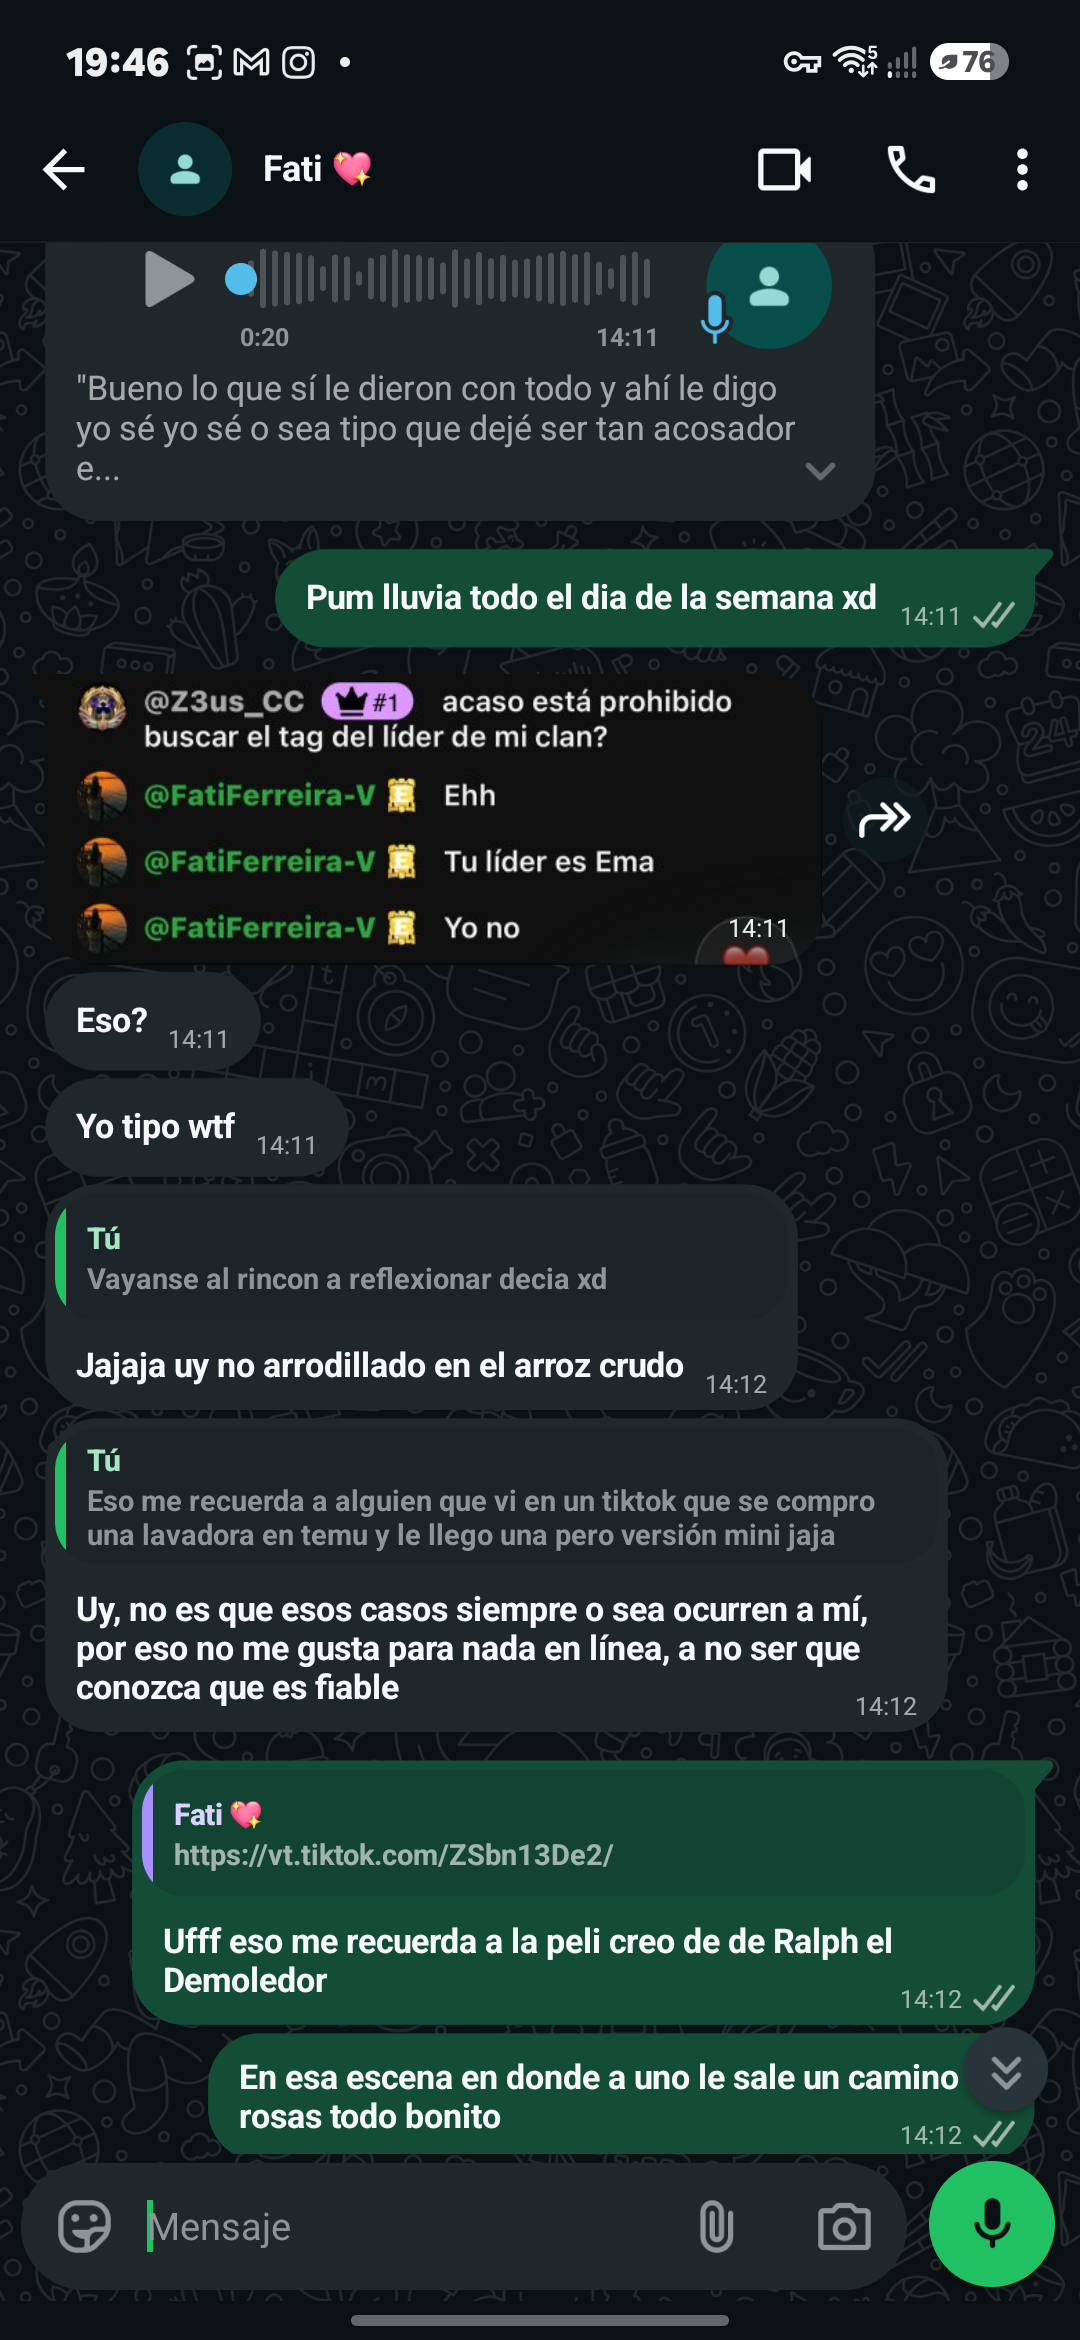 19:46
5
76
Fati 💖
0:20
14:11
"Bueno lo que sí le dieron con todo y ahí le digo
yo sé yo sé o sea tipo que dejé ser tan acosador
e...
Pum lluvia todo el dia de la semana xd
14:11
@Z3us_CC #1 acaso está prohibido
buscar el tag del líder de mi clan?
@FatiFerreira-V E Ehh
@FatiFerreira-V E Tu líder es Ema
@FatiFerreira-V E Yo no
14:11
Eso?
14:11
Yo tipo wtf
14:11
Tú
Vayanse al rincon a reflexionar decia xd
Jajaja uy no arrodillado en el arroz crudo
14:12
Tú
Eso me recuerda a alguien que vi en un tiktok que se compro
una lavadora en temu y le llego una pero versión mini jaja
Uy, no es que esos casos siempre o sea ocurren a mí,
por eso no me gusta para nada en línea, a no ser que
conozca que es fiable
14:12
Fati 💖
https://vt.tiktok.com/ZSbn13De2/
Ufff eso me recuerda a la peli creo de de Ralph el
Demoledor
14:12
En esa escena en donde a uno le sale un camino
rosas todo bonito
14:12
Mensaje